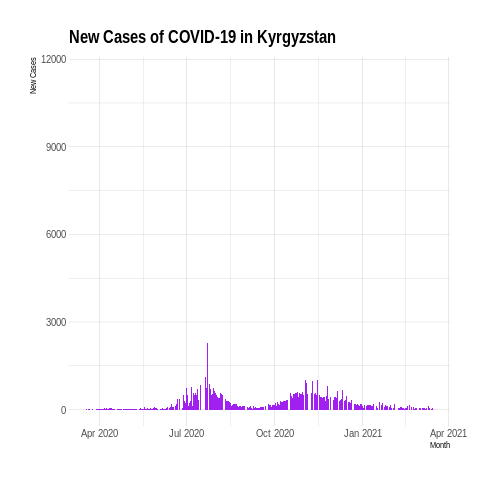 New Cases of COVID-19 in Kyrgyzstan
New Cases
12000
9000
6000
3000
0
Apr 2020 Jul 2020 Oct 2020 Jan 2021 Apr 2021
Month